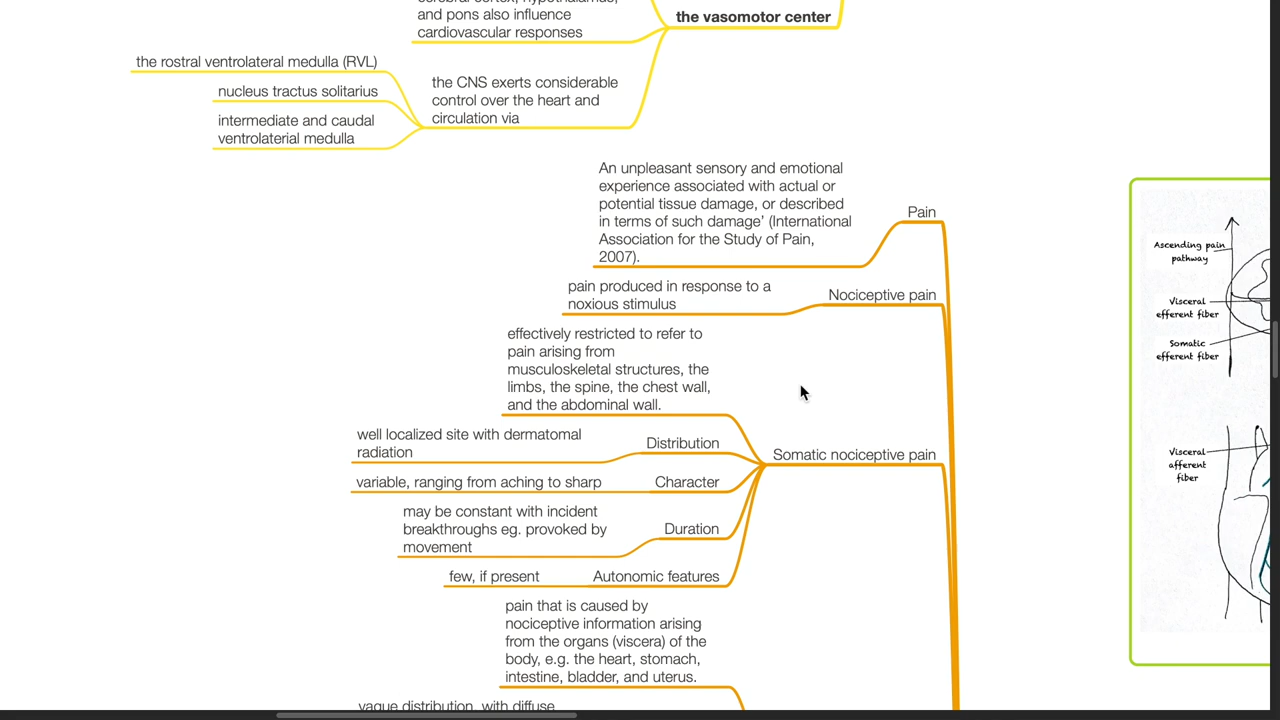 cerebral cortex, hypothalamus,
and pons also influence
cardiovascular responses
the vasomotor center
the rostral ventrolateral medulla (RVL)
nucleus tractus solitarius
intermediate and caudal
ventrolaterial medulla
the CNS exerts considerable
control over the heart and
circulation via
An unpleasant sensory and emotional
experience associated with actual or
potential tissue damage, or described
in terms of such damage' (International
Association for the Study of Pain,
2007).
Pain
pain produced in response to a
noxious stimulus
Nociceptive pain
effectively restricted to refer to
pain arising from
musculoskeletal structures, the
limbs, the spine, the chest wall,
and the abdominal wall.
well localized site with dermatomal
radiation
Distribution
Somatic nociceptive pain
variable, ranging from aching to sharp
Character
may be constant with incident
breakthroughs eg. provoked by
movement
Duration
few, if present
Autonomic features
pain that is caused by
nociceptive information arising
from the organs (viscera) of the
body, e.g. the heart, stomach,
intestine, bladder, and uterus.
vague distribution, with diffuse
Ascending pain
pathway
Visceral
efferent fiber
Somatic
efferent fiber
Visceral
afferent
fiber